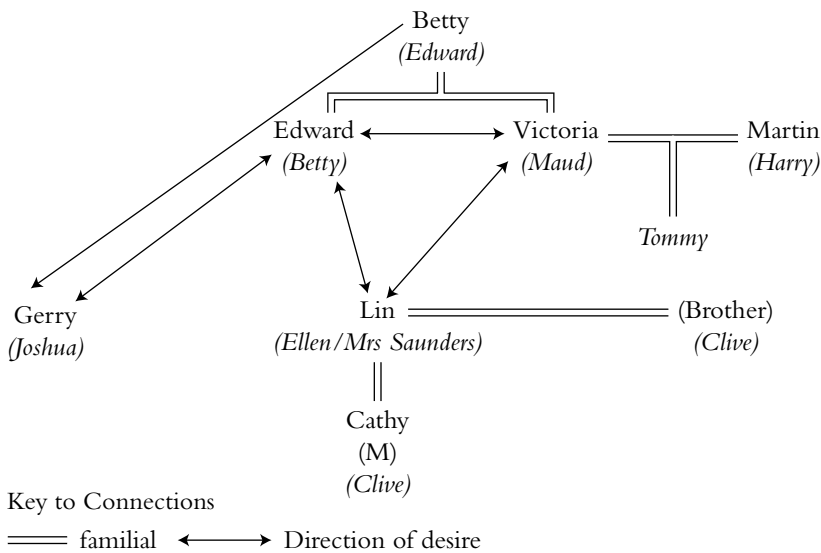 Betty
(Edward)
Edward Victoria Martin
(Betty) (Maud) (Harry)
Tommy
Gerry
(Joshua)
Lin (Brother)
(Ellen/Mrs Saunders) (Clive)
Cathy
(M)
(Clive)
Key to Connections
familial Direction of desire